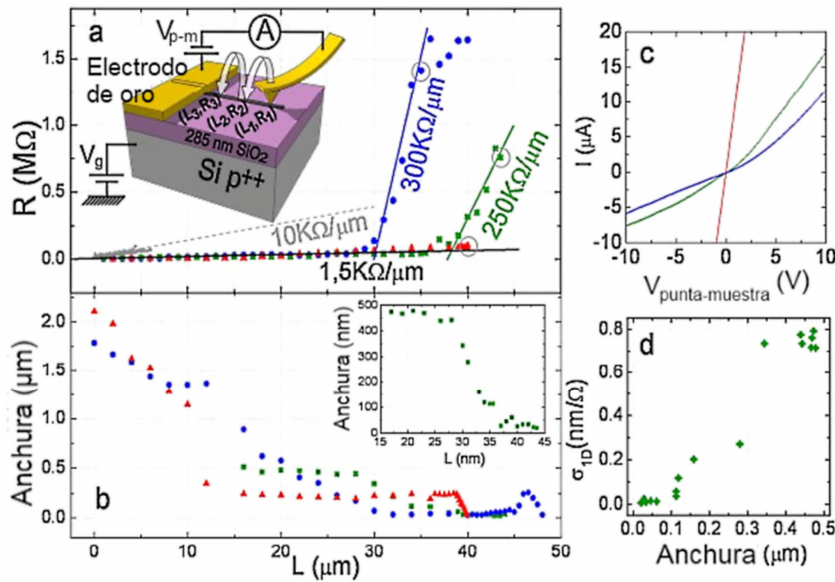 a
V_p-m
A
Electrodo
de oro
(L₃,R₃)
(L₂,R₂)
(L₁,R₁)
285 nm SiO₂
Si p++
V_g
R (MΩ)
1.5
1.0
0.5
0.0
10KΩ/µm
300KΩ/µm
250KΩ/µm
1,5KΩ/µm
b
Anchura (µm)
2.0
1.5
1.0
0.5
0.0
0 10 20 30 40 50
L (µm)
Anchura (nm)
500
400
300
200
100
0
15 20 25 30 35 40 45
L (nm)
c
I (µA)
20
15
10
5
0
-5
-10
-10 -5 0 5 10
V_punta-muestra (V)
d
σ_1D(nm/Ω)
0.8
0.6
0.4
0.2
0.0
0.0 0.1 0.2 0.3 0.4 0.5
Anchura (µm)